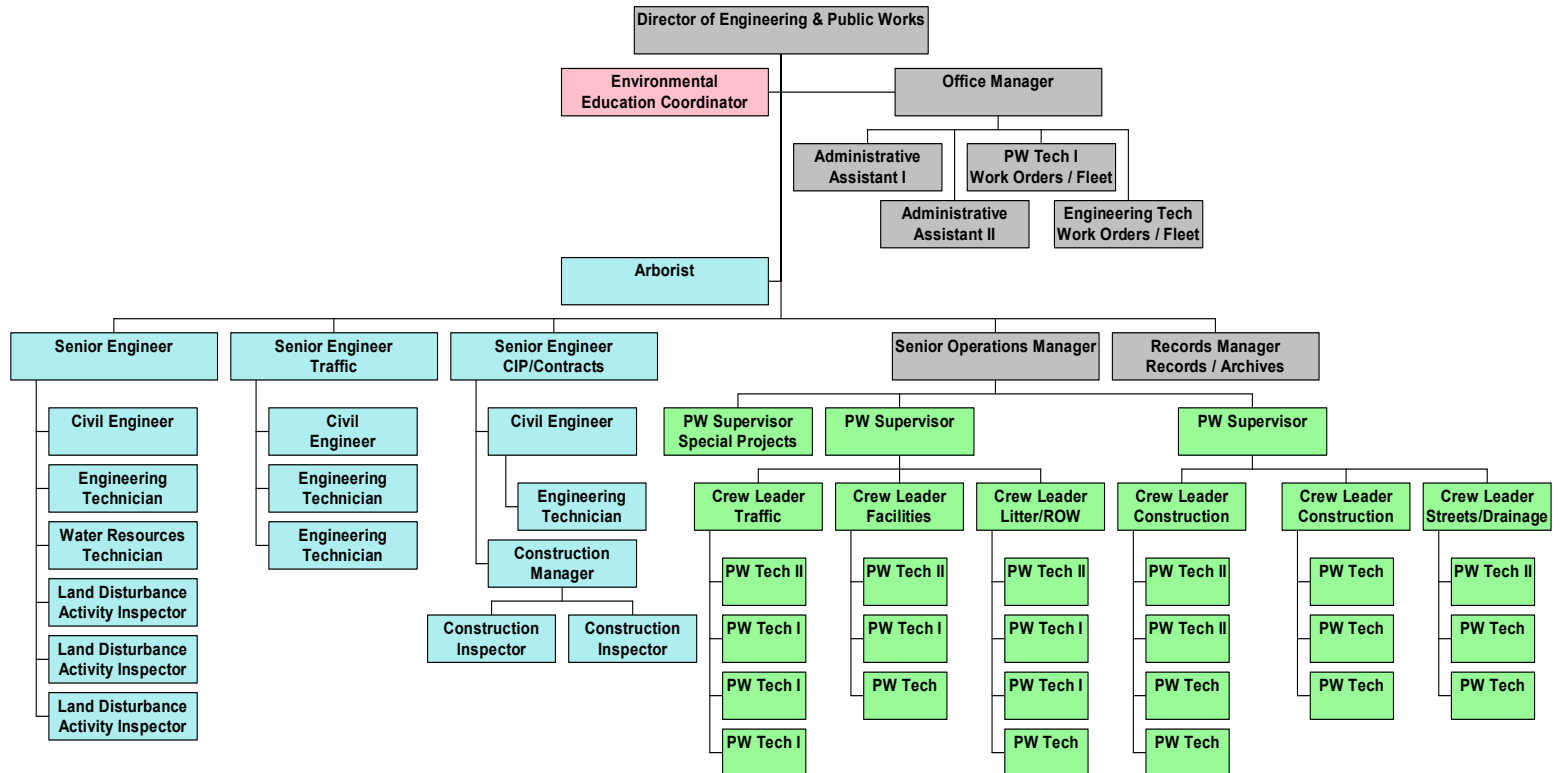 Director of Engineering & Public Works
Environmental
Education Coordinator
Office Manager
Administrative
Assistant I
PW Tech I
Work Orders / Fleet
Administrative
Assistant II
Engineering Tech
Work Orders / Fleet
Arborist
Senior Engineer
Senior Engineer
Traffic
Senior Engineer
CIP/Contracts
Senior Operations Manager
Records Manager
Records / Archives
Civil Engineer
Engineering
Technician
Water Resources
Technician
Land Disturbance
Activity Inspector
Land Disturbance
Activity Inspector
Land Disturbance
Activity Inspector
Civil
Engineer
Engineering
Technician
Engineering
Technician
Civil Engineer
Engineering
Technician
Construction
Manager
Construction
Inspector
Construction
Inspector
PW Supervisor
Special Projects
PW Supervisor
PW Supervisor
Crew Leader
Traffic
PW Tech II
PW Tech I
PW Tech I
PW Tech I
Crew Leader
Facilities
PW Tech II
PW Tech I
PW Tech
Crew Leader
Litter/ROW
PW Tech II
PW Tech I
PW Tech I
PW Tech
Crew Leader
Construction
PW Tech II
PW Tech II
PW Tech
PW Tech
Crew Leader
Construction
PW Tech
PW Tech
PW Tech
Crew Leader
Streets/Drainage
PW Tech II
PW Tech
PW Tech